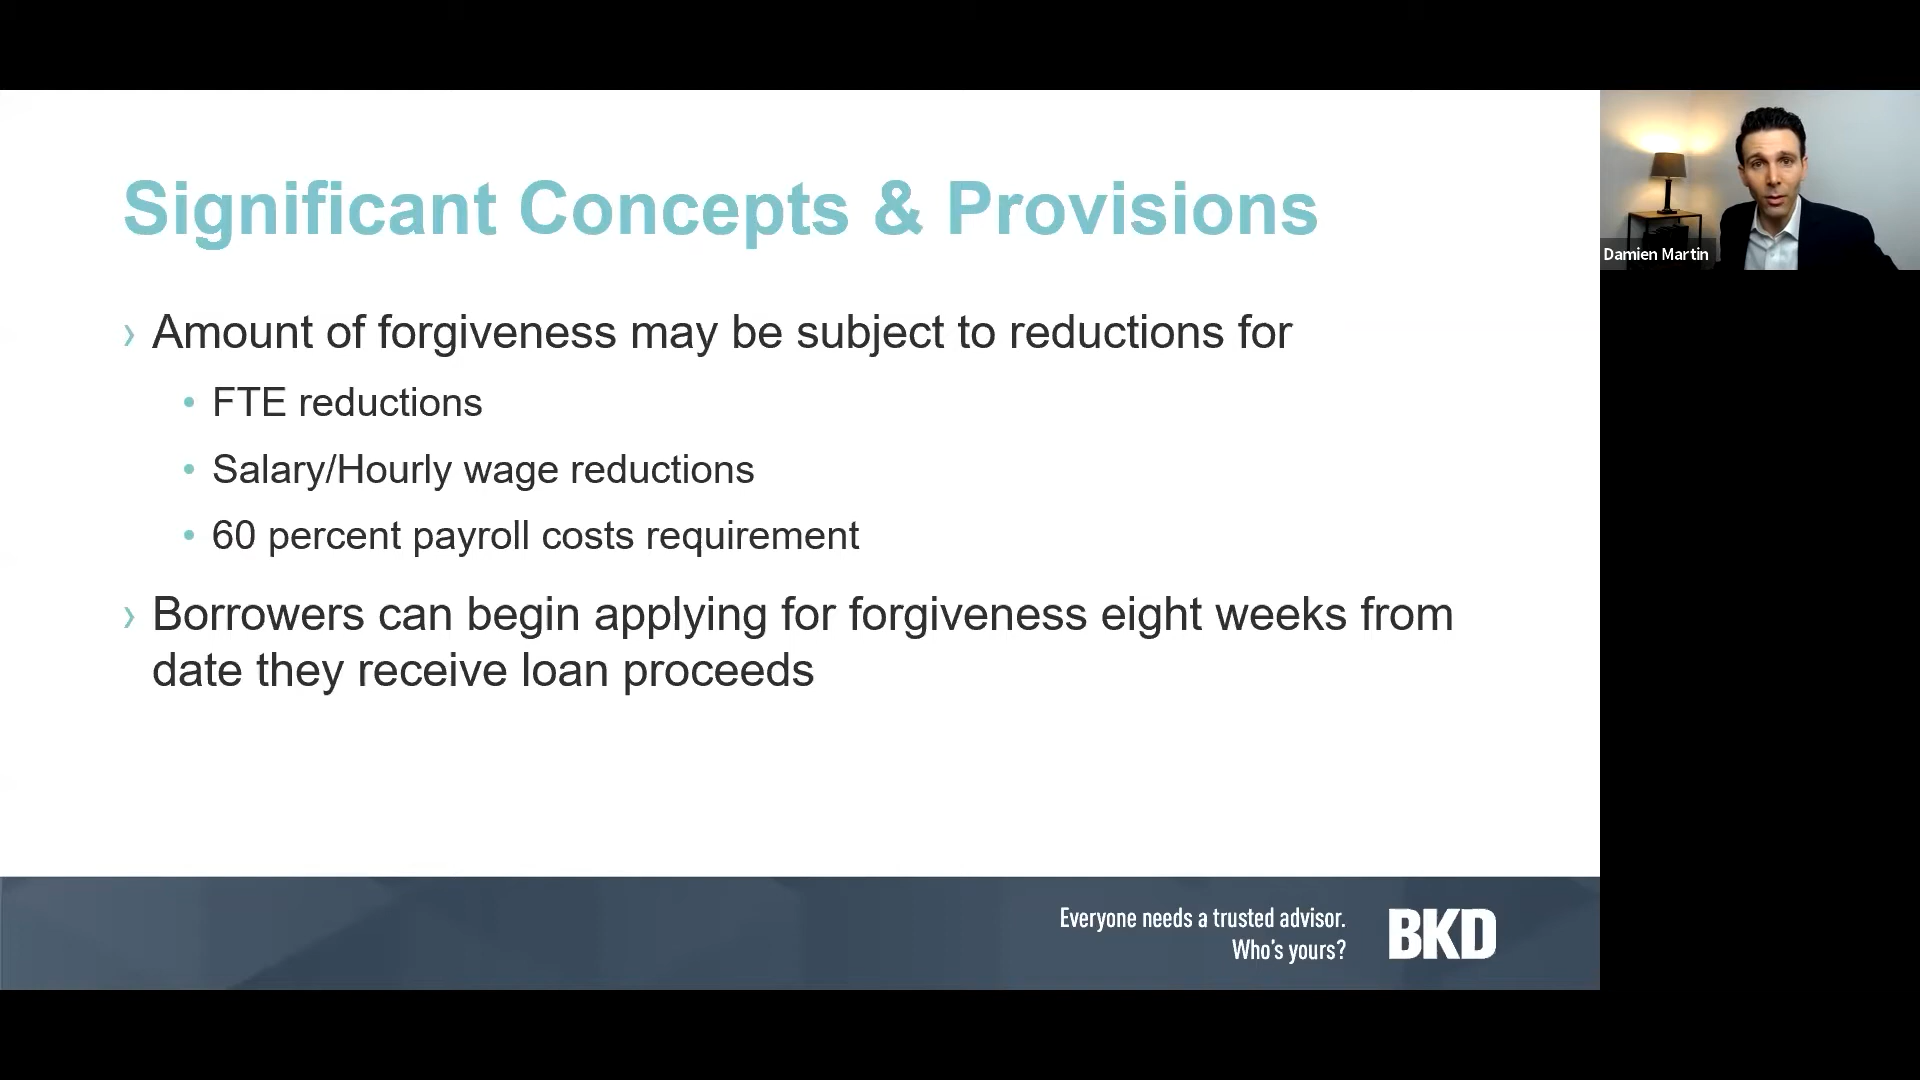 Significant Concepts & Provisions
Damien Martin
› Amount of forgiveness may be subject to reductions for
• FTE reductions
• Salary/Hourly wage reductions
• 60 percent payroll costs requirement
› Borrowers can begin applying for forgiveness eight weeks from
date they receive loan proceeds
Everyone needs a trusted advisor.
Who's yours?
BKD